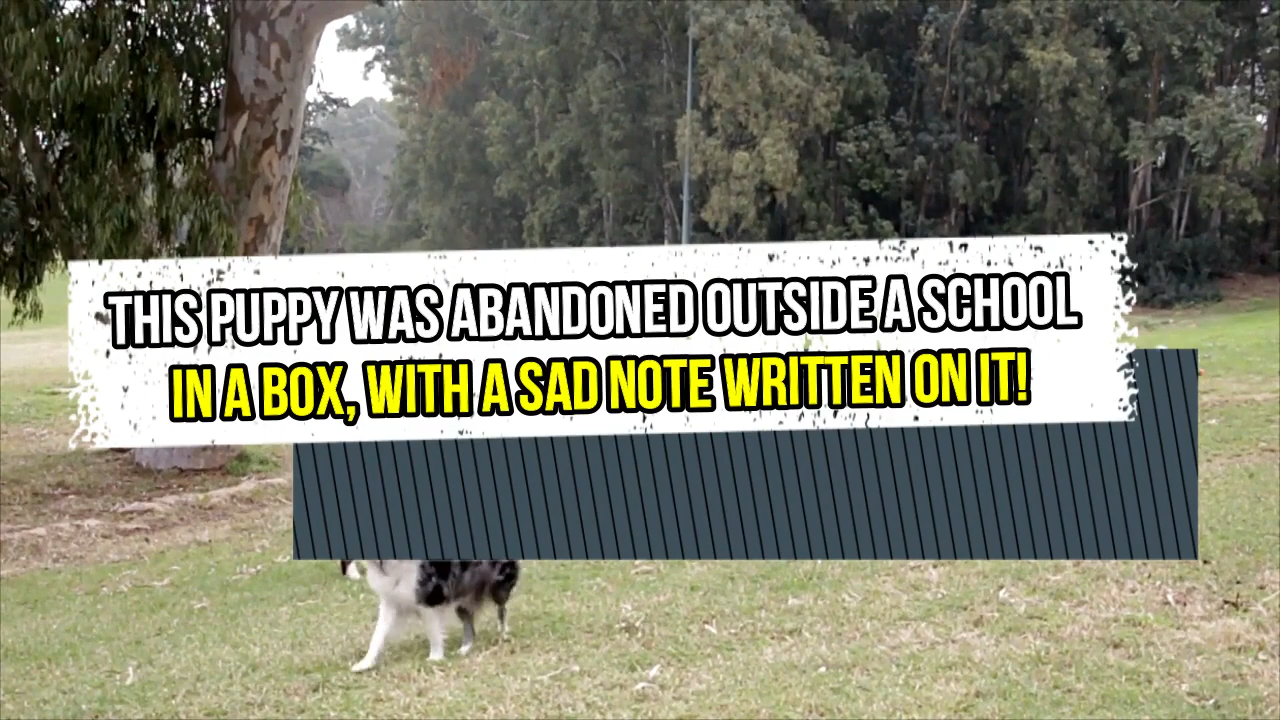 THIS PUPPY WAS ABANDONED OUTSIDE A SCHOOL
IN A BOX, WITH A SAD NOTE WRITTEN ON IT!